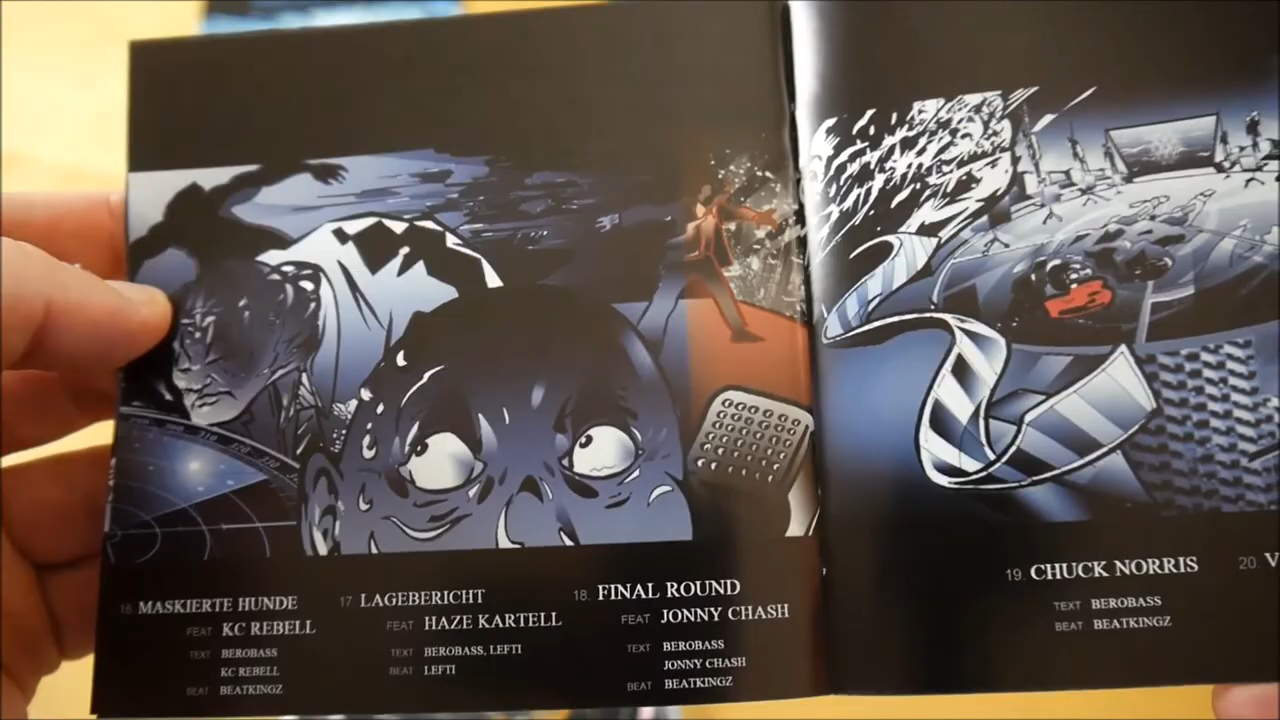 16. MASKIERTE HUNDE
FEAT KC REBELL
TEXT BEROBASS
KC REBELL
BEAT BEATKINGZ
17 LAGEBERICHT
FEAT HAZE KARTELL
TEXT BEROBASS, LEFTI
BEAT LEFTI
18. FINAL ROUND
FEAT JONNY CHASH
TEXT BEROBASS
JONNY CHASH
BEAT BEATKINGZ
19. CHUCK NORRIS
TEXT BEROBASS
BEAT BEATKINGZ
20 V